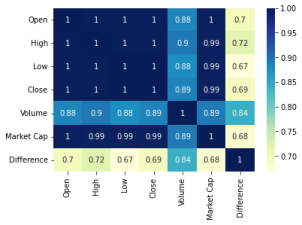 Open 1 1 1 1 0.88 1 0.7
High 1 1 1 1 0.9 0.99 0.72
Low 1 1 1 1 0.88 0.99 0.67
Close 1 1 1 1 0.89 0.99 0.69
Volume 0.88 0.9 0.88 0.89 1 0.89 0.84
Market Cap 1 0.99 0.99 0.99 0.89 1 0.68
Difference 0.7 0.72 0.67 0.69 0.84 0.68 1
Open High Low Close Volume Market Cap Difference
1.00
0.95
0.90
0.85
0.80
0.75
0.70